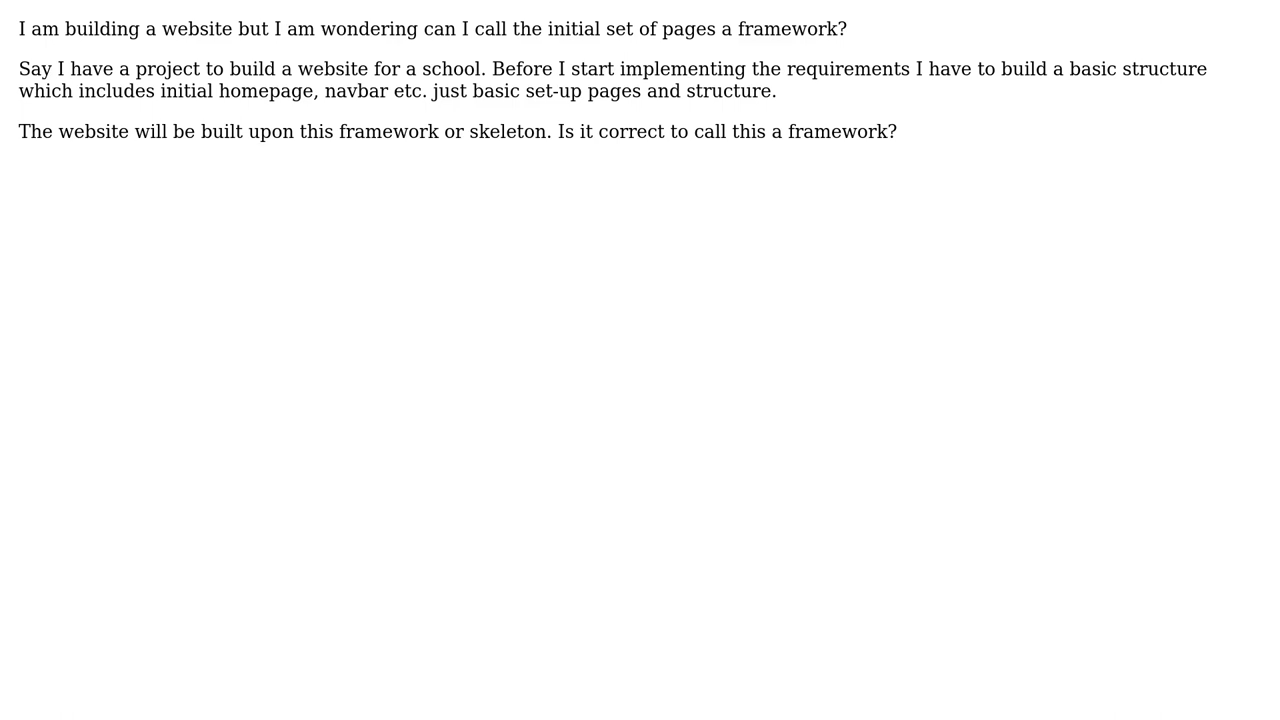 I am building a website but I am wondering can I call the initial set of pages a framework?
Say I have a project to build a website for a school. Before I start implementing the requirements I have to build a basic structure
which includes initial homepage, navbar etc. just basic set-up pages and structure.
The website will be built upon this framework or skeleton. Is it correct to call this a framework?